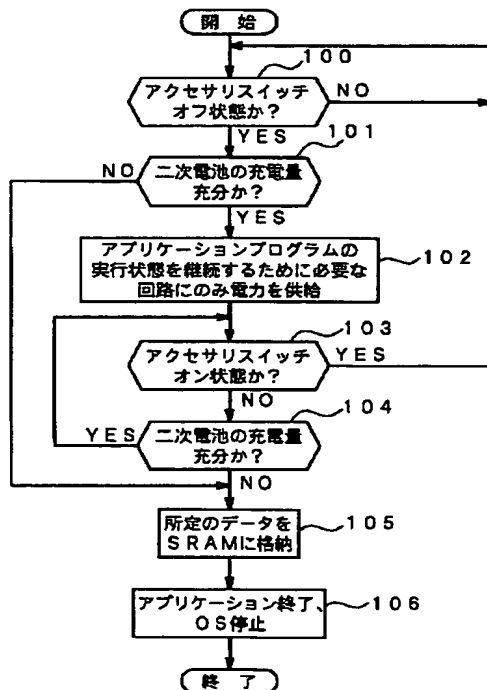 開 始
100
アクセサリスイッチ
オフ状態か？
NO
YES
101
NO
二次電池の充電量
充分か？
YES
アプリケーションプログラムの
実行状態を継続するために必要な
回路にのみ電力を供給
102
103
アクセサリスイッチ
オン状態か？
YES
NO
104
YES
二次電池の充電量
充分か？
NO
所定のデータを
SRAMに格納
105
アプリケーション終了、
OS停止
106
終 了